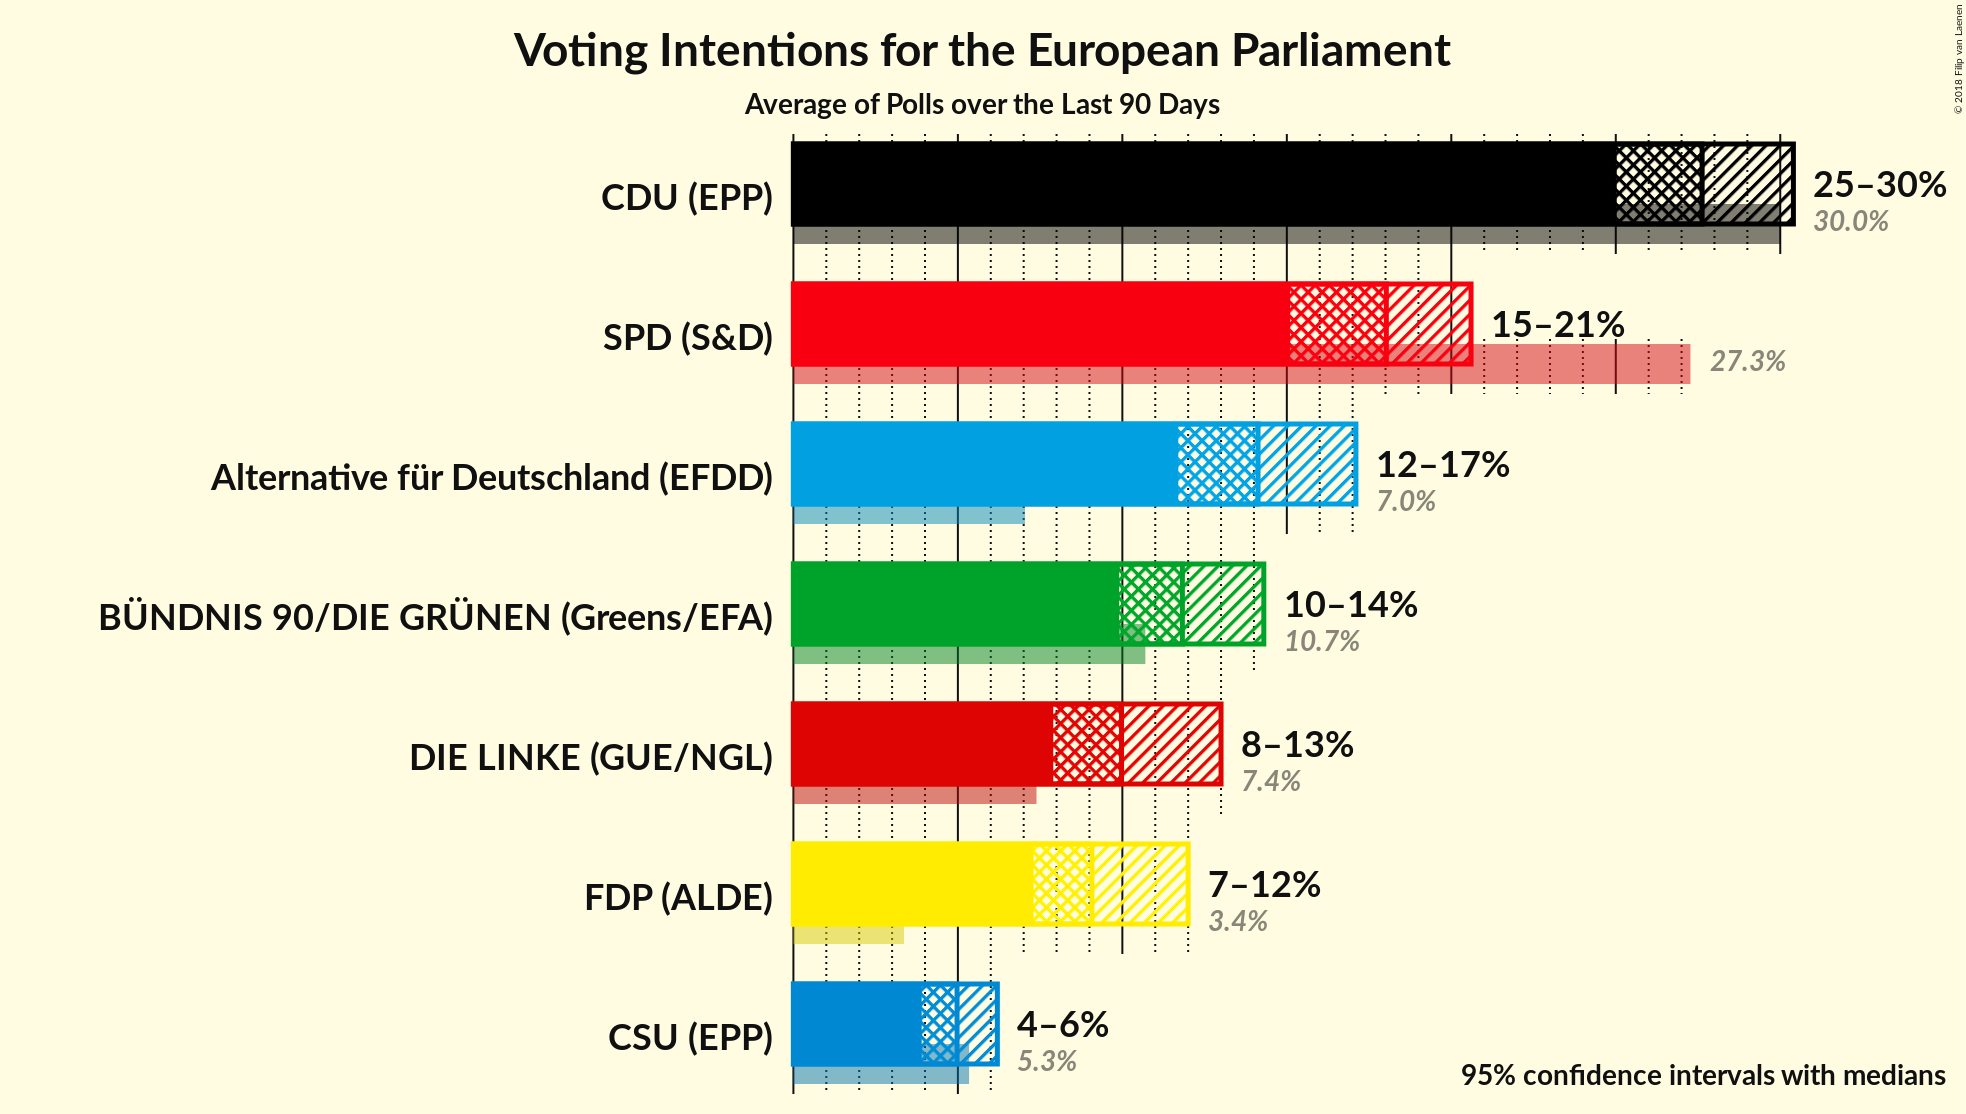 Voting Intentions for the European Parliament
Average of Polls over the Last 90 Days
© 2018 Filip van Laenen
CDU (EPP)
25–30%
30.0%
SPD (S&D)
15–21%
27.3%
Alternative für Deutschland (EFDD)
12–17%
7.0%
BÜNDNIS 90/DIE GRÜNEN (Greens/EFA)
10–14%
10.7%
DIE LINKE (GUE/NGL)
8–13%
7.4%
FDP (ALDE)
7–12%
3.4%
CSU (EPP)
4–6%
5.3%
95% confidence intervals with medians